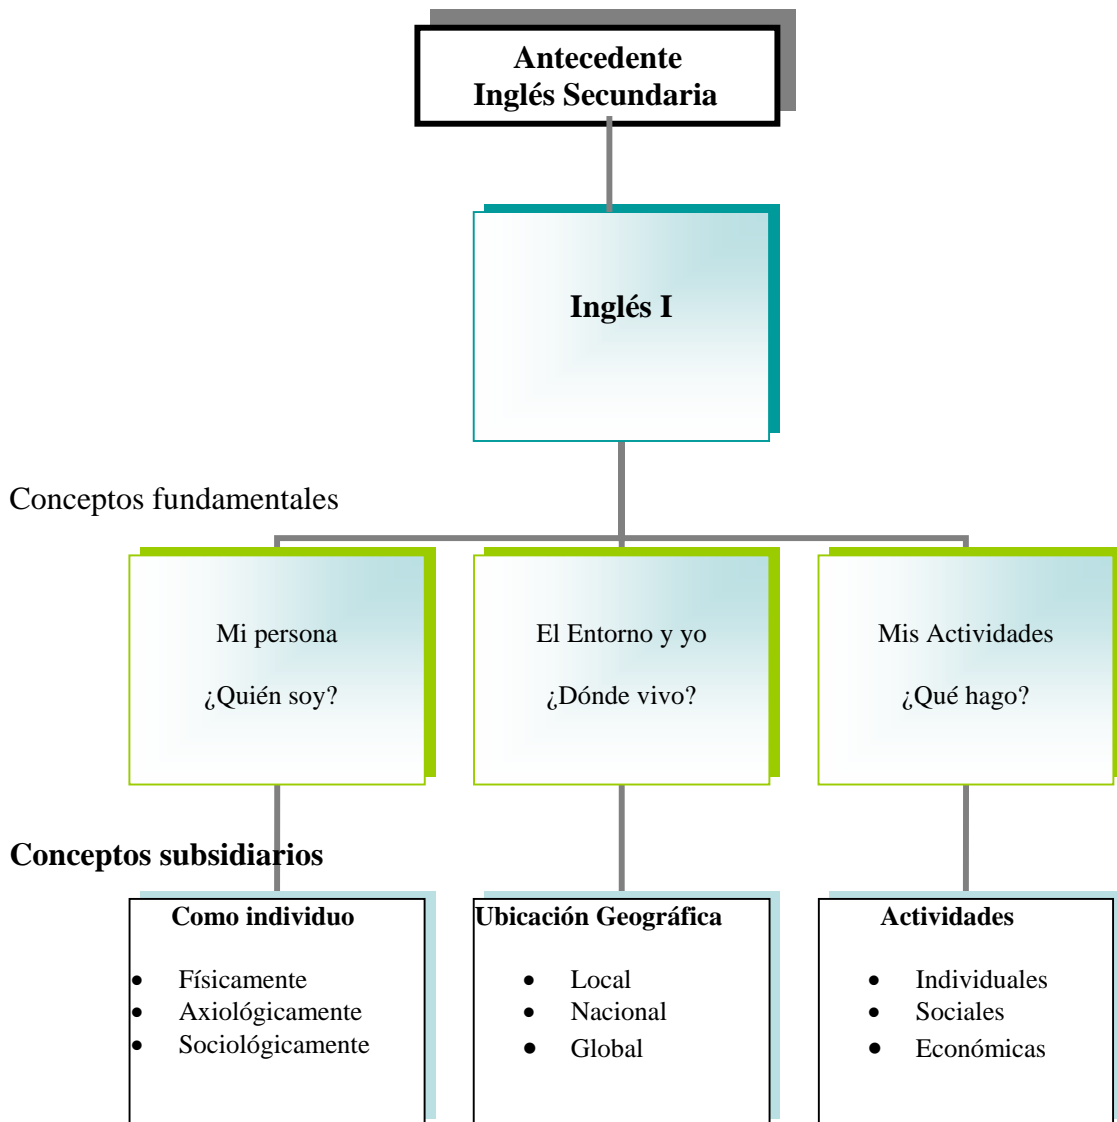 Antecedente
Inglés Secundaria
Inglés I
Conceptos fundamentales
Mi persona
¿Quién soy?
El Entorno y yo
¿Dónde vivo?
Mis Actividades
¿Qué hago?
Conceptos subsidiarios
Como individuo
• Físicamente
• Axiológicamente
• Sociológicamente
Ubicación Geográfica
• Local
• Nacional
• Global
Actividades
• Individuales
• Sociales
• Económicas